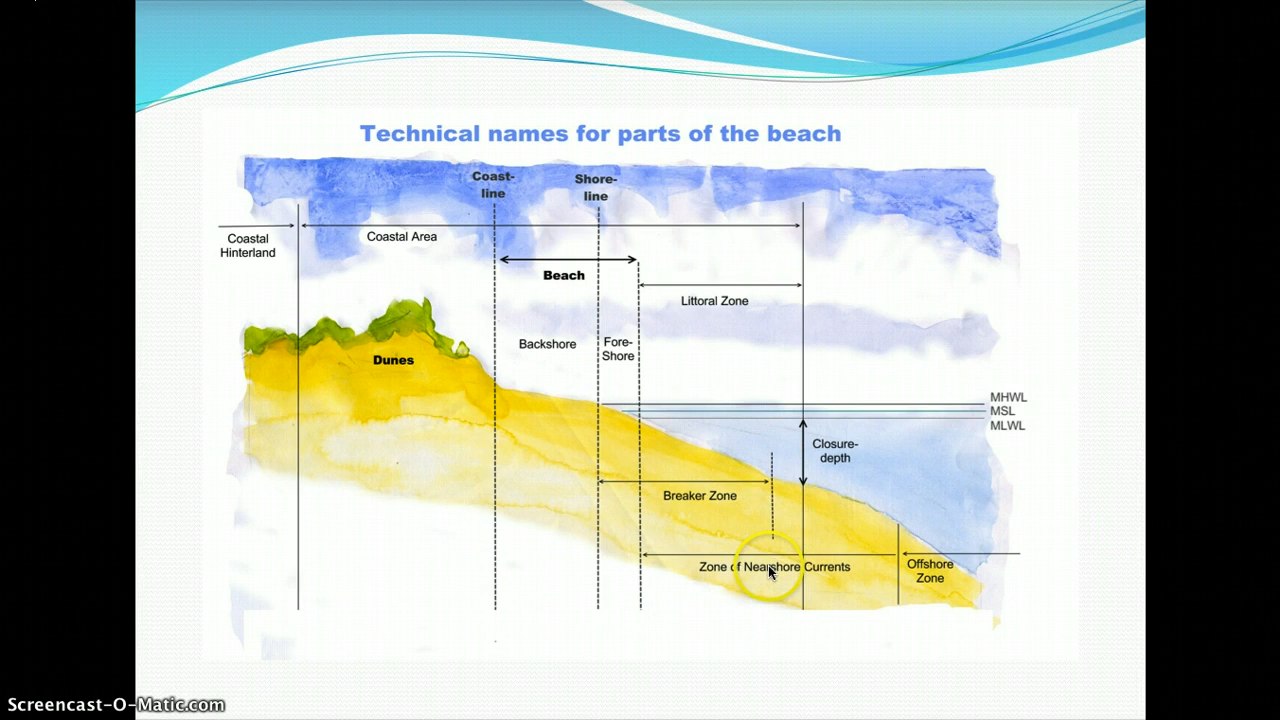 Technical names for parts of the beach
Coast-
line
Shore-
line
Coastal
Hinterland
Coastal Area
Beach
Littoral Zone
Backshore
Fore-
Shore
Dunes
MHWL
MSL
MLWL
Closure-
depth
Breaker Zone
Zone of Nearshore Currents
Offshore
Zone
Screencast-O-Matic.com